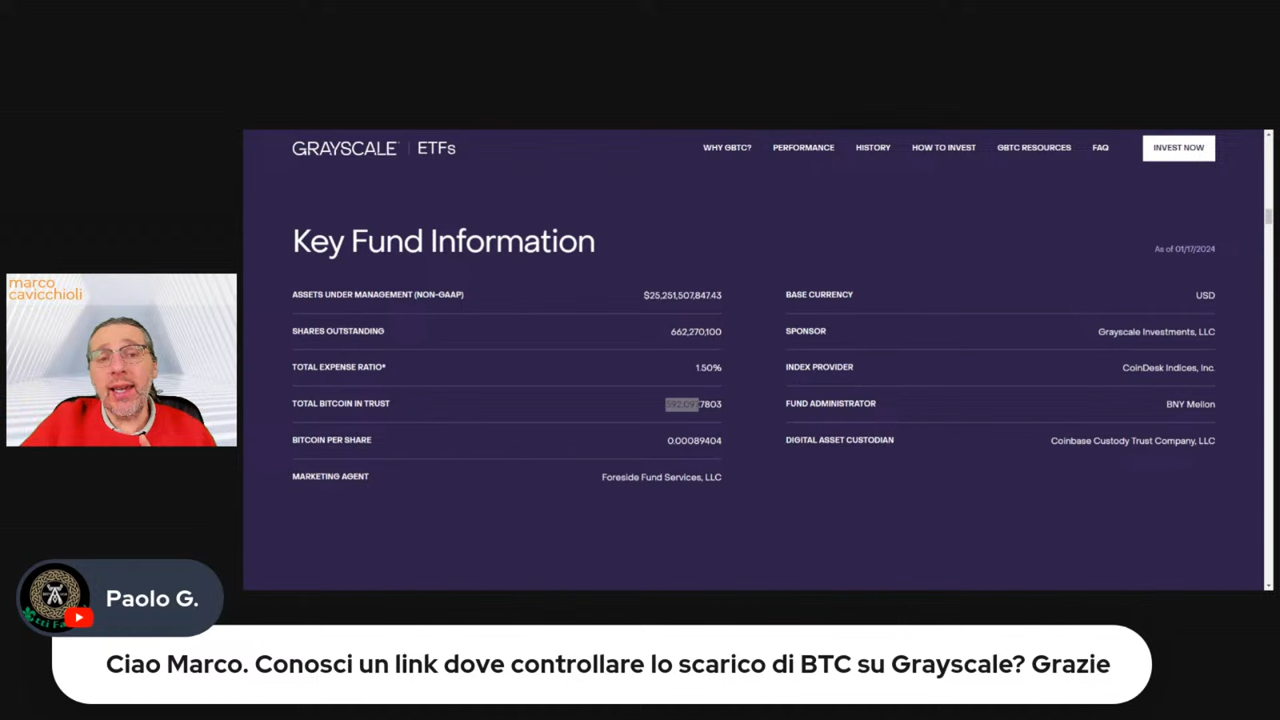 GRAYSCALE | ETFs
WHY GBTC?
PERFORMANCE
HISTORY
HOW TO INVEST
GBTC RESOURCES
FAQ
INVEST NOW
Key Fund Information
As of 01/17/2024
ASSETS UNDER MANAGEMENT (NON-GAAP)
$25,251,507,847.43
SHARES OUTSTANDING
662,270,100
TOTAL EXPENSE RATIO*
1.50%
TOTAL BITCOIN IN TRUST
BITCOIN PER SHARE
0.00089404
MARKETING AGENT
Foreside Fund Services, LLC
BASE CURRENCY
USD
SPONSOR
Grayscale Investments, LLC
INDEX PROVIDER
CoinDesk Indices, Inc.
FUND ADMINISTRATOR
BNY Mellon
DIGITAL ASSET CUSTODIAN
Coinbase Custody Trust Company, LLC
marco
cavicchioli
Paolo G.
Ciao Marco. Conosci un link dove controllare lo scarico di BTC su Grayscale? Grazie